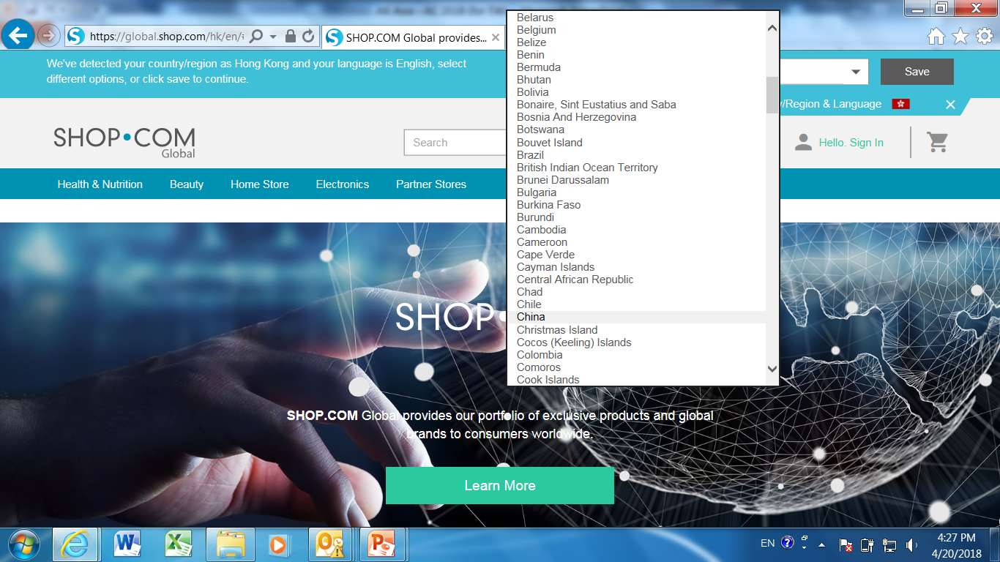 https://global.shop.com/hk/en/
SHOP.COM Global provides...
We've detected your country/region as Hong Kong and your language is English, select
different options, or click save to continue.
Save
/Region & Language
SHOP•COM
Global
Search
Hello. Sign In
Health & Nutrition
Beauty
Home Store
Electronics
Partner Stores
Belarus
Belgium
Belize
Benin
Bermuda
Bhutan
Bolivia
Bonaire, Sint Eustatius and Saba
Bosnia And Herzegovina
Botswana
Bouvet Island
Brazil
British Indian Ocean Territory
Brunei Darussalam
Bulgaria
Burkina Faso
Burundi
Cambodia
Cameroon
Cape Verde
Cayman Islands
Central African Republic
Chad
Chile
China
Christmas Island
Cocos (Keeling) Islands
Colombia
Comoros
Cook Islands
SHOP•
SHOP.COM Global provides our portfolio of exclusive products and global
brands to consumers worldwide.
Learn More
EN
4:27 PM
4/20/2018